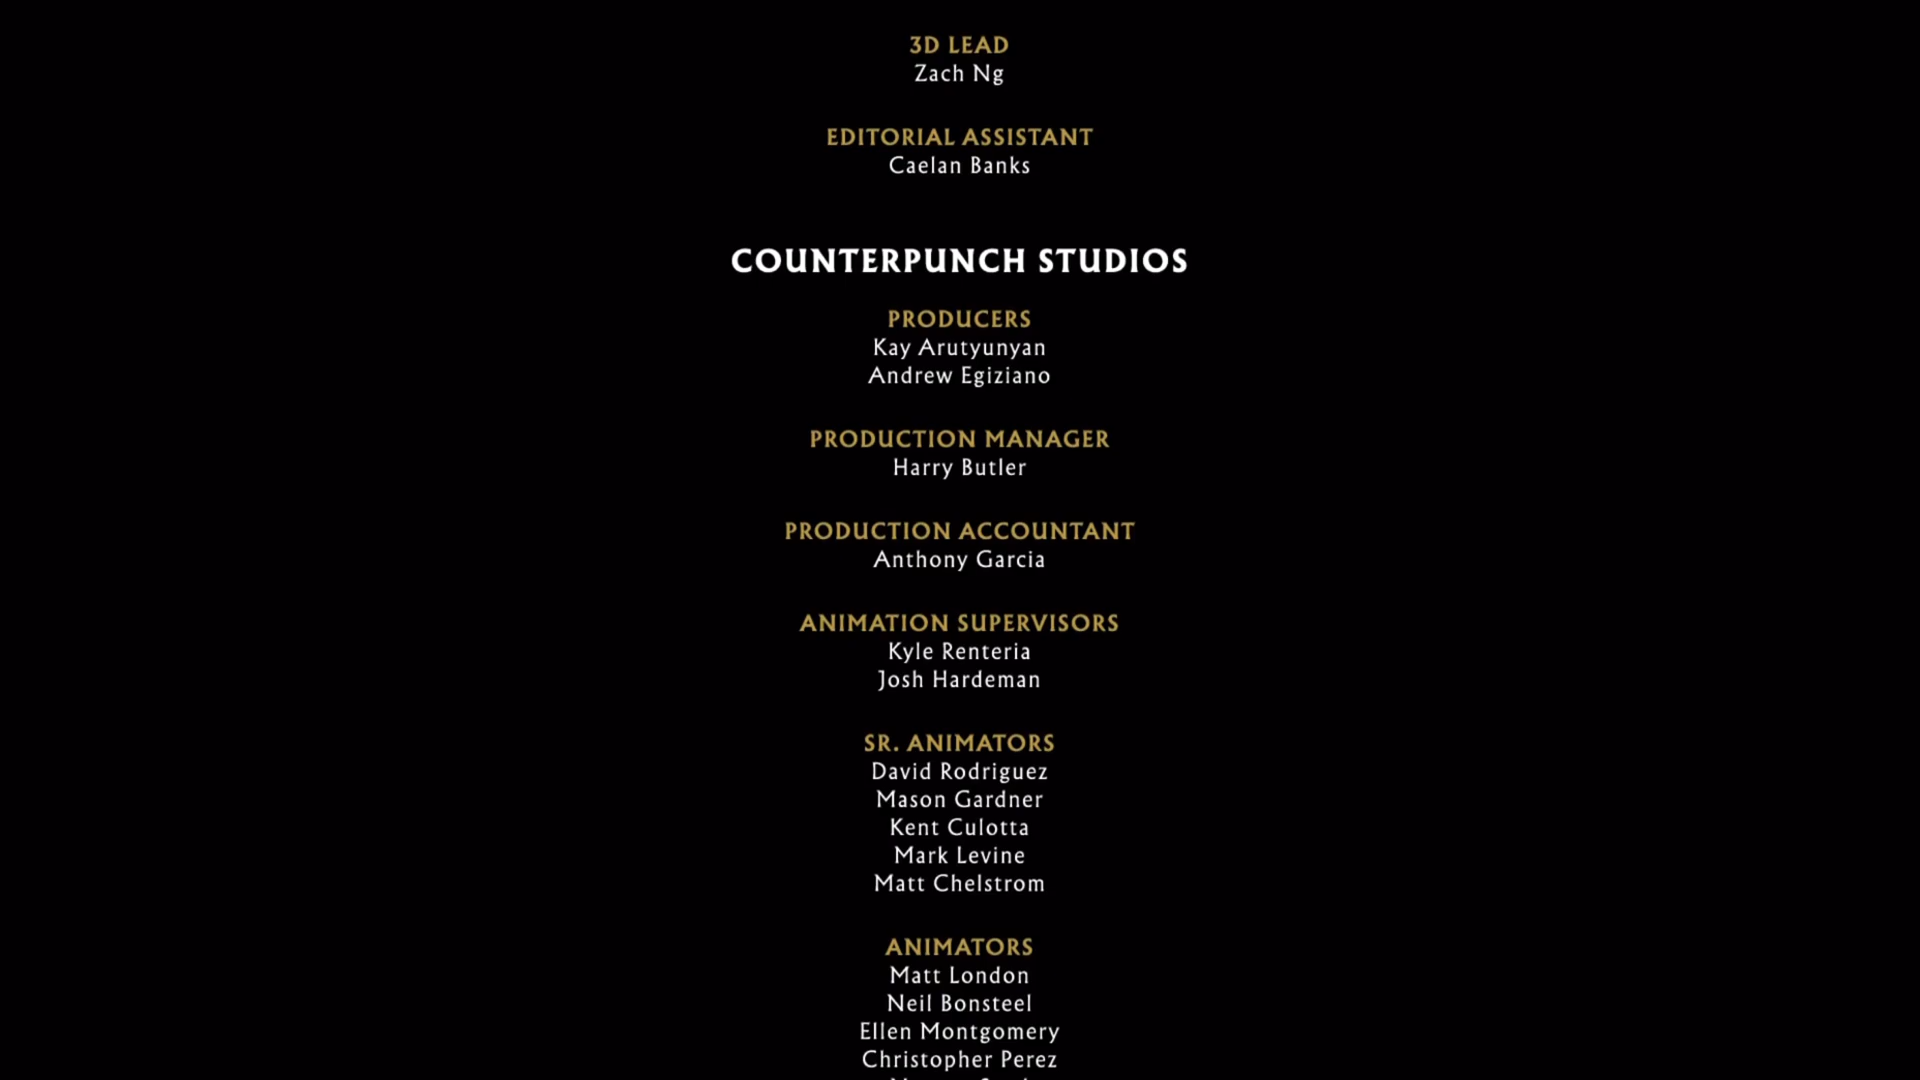 3D LEAD
Zach Ng
EDITORIAL ASSISTANT
Caelan Banks
COUNTERPUNCH STUDIOS
PRODUCERS
Kay Arutyunyan
Andrew Egiziano
PRODUCTION MANAGER
Harry Butler
PRODUCTION ACCOUNTANT
Anthony Garcia
ANIMATION SUPERVISORS
Kyle Renteria
Josh Hardeman
SR. ANIMATORS
David Rodriguez
Mason Gardner
Kent Culotta
Mark Levine
Matt Chelstrom
ANIMATORS
Matt London
Neil Bonsteel
Ellen Montgomery
Christopher Perez